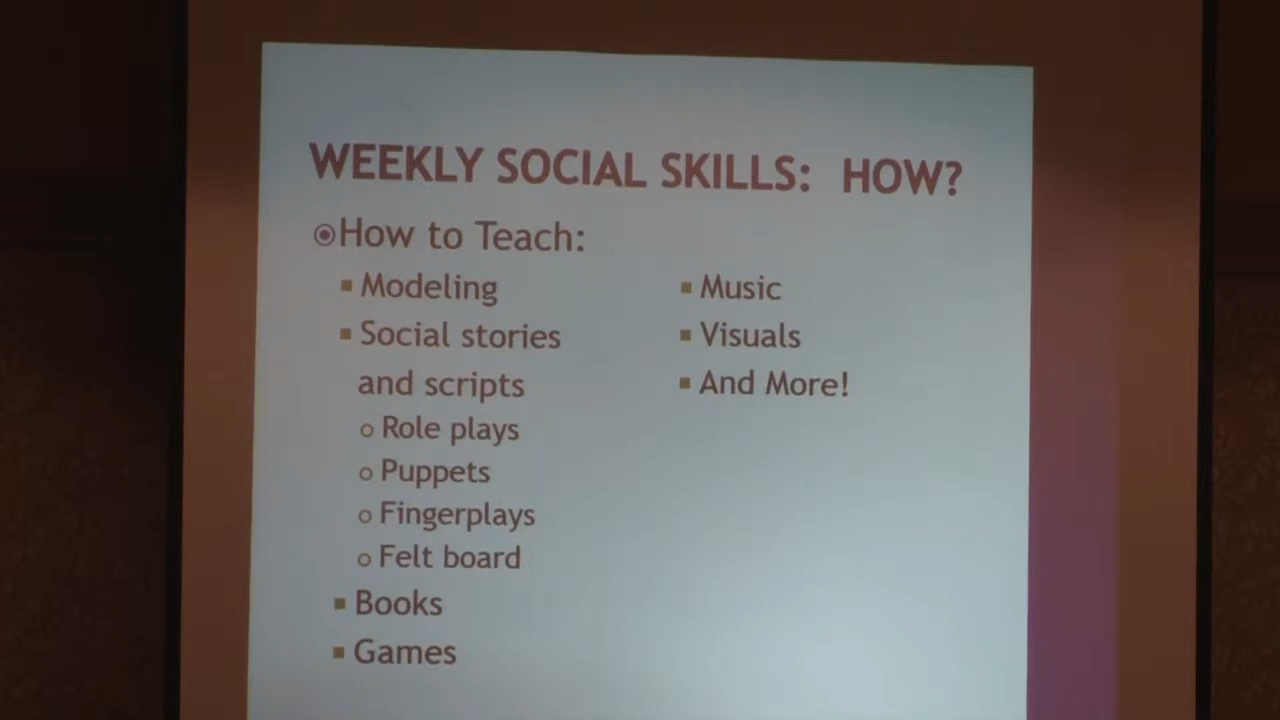 WEEKLY SOCIAL SKILLS: HOW?
How to Teach:
Modeling
Social stories
and scripts
Role plays
Puppets
Fingerplays
Felt board
Books
Games
Music
Visuals
And More!